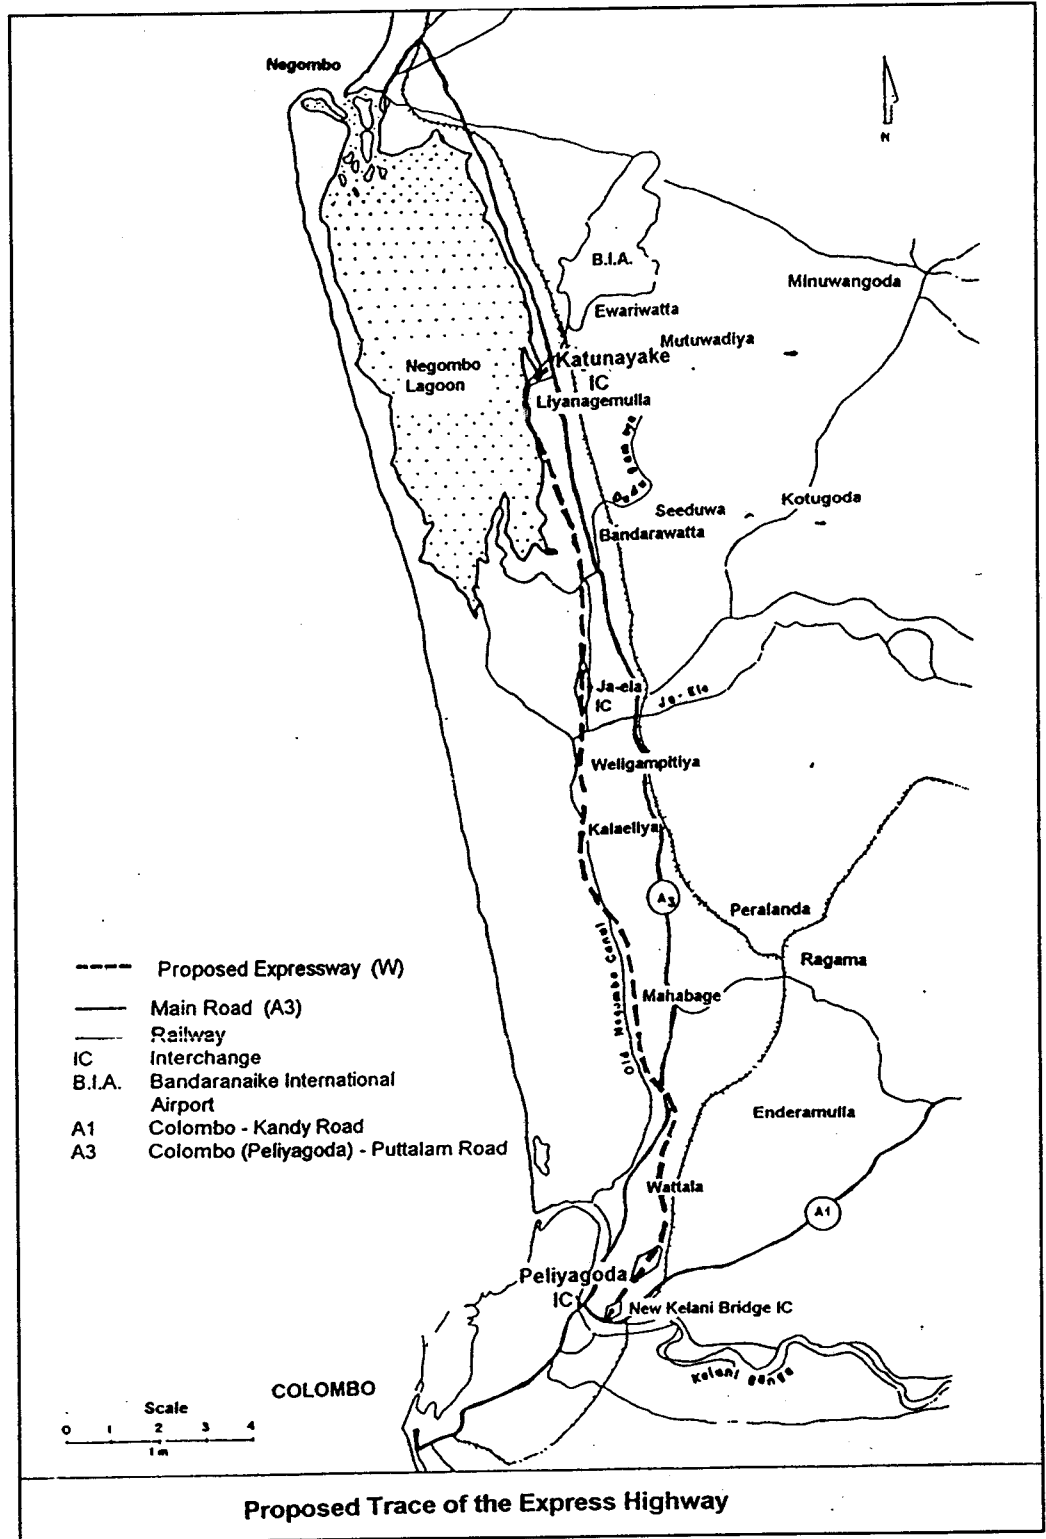 Negombo
N
B.I.A.
Minuwangoda
Ewariwatta
Mutuwadiya
Katunayake
IC
Negombo
Lagoon
Liyanagemulla
Seeduwa
Kotugoda
Bandarawatta
Ja-ela
IC
Ja - Ela
Weligampitiya
Kalaeliya
A3
Peralanda
Ragama
Old Negombo Canal
Mahabage
Proposed Expressway (W)
Main Road (A3)
Railway
IC Interchange
B.I.A. Bandaranaike International
Airport
A1 Colombo - Kandy Road
A3 Colombo (Peliyagoda) - Puttalam Road
Enderamulla
Wattala
A1
Peliyagoda
IC
New Kelani Bridge IC
Kelani Ganga
COLOMBO
Scale
0 1 2 3 4
1 m
Proposed Trace of the Express Highway